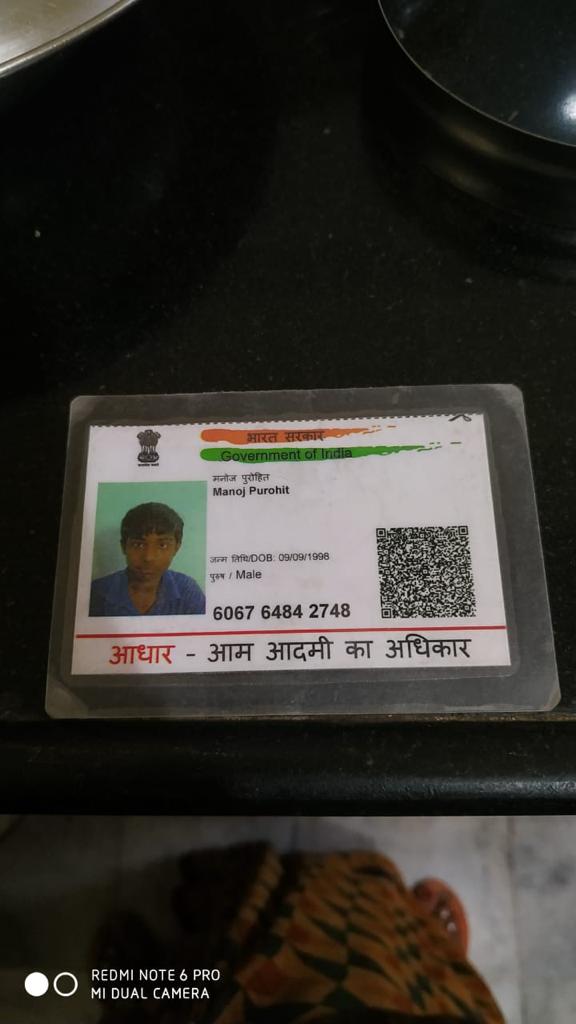 भारत सरकार
Government of India
मनोज पुरोहित
Manoj Purohit
जन्म तिथि/DOB: 09/09/1998
पुरुष / Male
6067 6484 2748
आधार - आम आदमी का अधिकार
REDMI NOTE 6 PRO
MI DUAL CAMERA